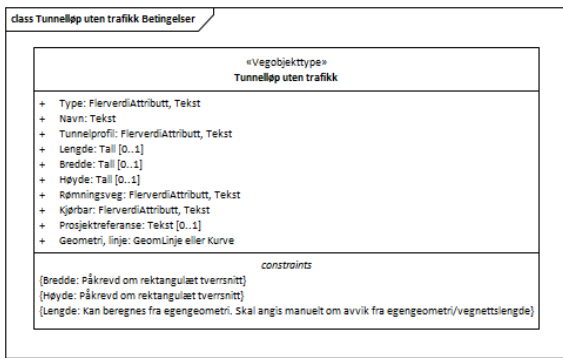 class Tunnelløp uten trafikk Betingelser
«Vegobjekttype»
Tunnelløp uten trafikk
+ Type: FlerverdiAttributt, Tekst
+ Navn: Tekst
+ Tunnelprofil: FlerverdiAttributt, Tekst
+ Lengde: Tall [0..1]
+ Bredde: Tall [0..1]
+ Høyde: Tall [0..1]
+ Rømningsveg: FlerverdiAttributt, Tekst
+ Kjørbar: FlerverdiAttributt, Tekst
+ Prosjektreferanse: Tekst [0..1]
+ Geometri, linje: GeomLinje eller Kurve
constraints
{Bredde: Påkrevd om rektangulæt tverrsnitt}
{Høyde: Påkrevd om rektangulæt tverrsnitt}
{Lengde: Kan beregnes fra egengeometri. Skal angis manuelt om avvik fra egengeometri/vegnettslengde}